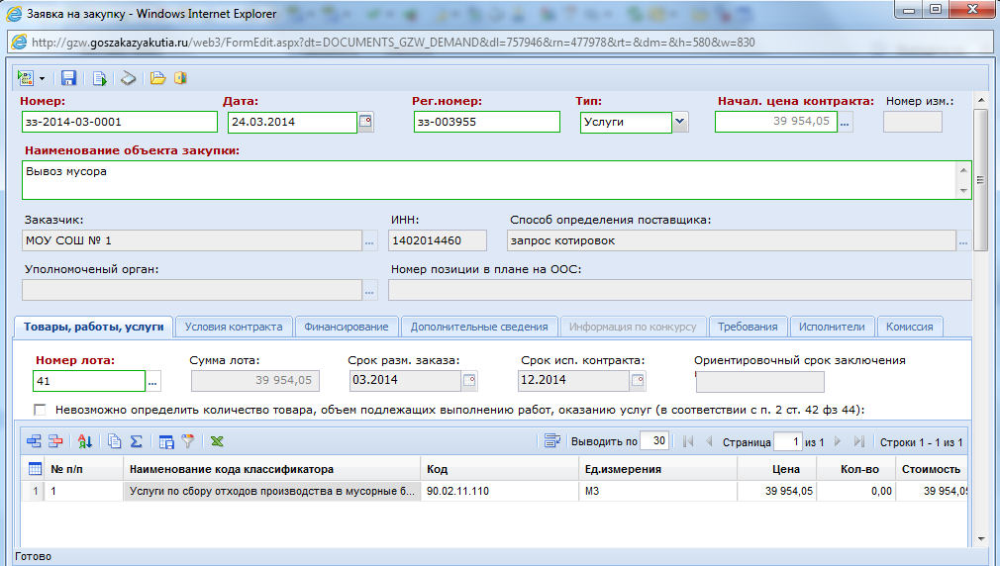 Заявка на закупку - Windows Internet Explorer
http://gzw.goszakazyakutia.ru/web3/FormEdit.aspx?dt=DOCUMENTS_GZW_DEMAND&dl=757946&rn=477978&rt=&dm=&h=580&w=830
Номер: Дата: Рег.номер: Тип: Начал. цена контракта: Номер изм.:
зз-2014-03-0001 24.03.2014 зз-003955 Услуги 39 954,05 ...
Наименование объекта закупки:
Вывоз мусора
Заказчик: ИНН: Способ определения поставщика:
МОУ СОШ № 1 ... 1402014460 запрос котировок ...
Уполномоченый орган: Номер позиции в плане на ООС:
...
Товары, работы, услуги Условия контракта Финансирование Дополнительные сведения Информация по конкурсу Требования Исполнители Комиссия
Номер лота: Сумма лота: Срок разм. заказа: Срок исп. контракта: Ориентировочный срок заключения
41 ... 39 954,05 03.2014 12.2014
Невозможно определить количество товара, объем подлежащих выполнению работ, оказанию услуг (в соответствии с п. 2 ст. 42 фз 44):
Выводить по 30 Страница 1 из 1 Строки 1 - 1 из 1
№ п/п Наименование кода классификатора Код Ед.измерения Цена Кол-во Стоимость
1 1 Услуги по сбору отходов производства в мусорные б... 90.02.11.110 М3 39 954,05 0,00 39 954,05
Готово